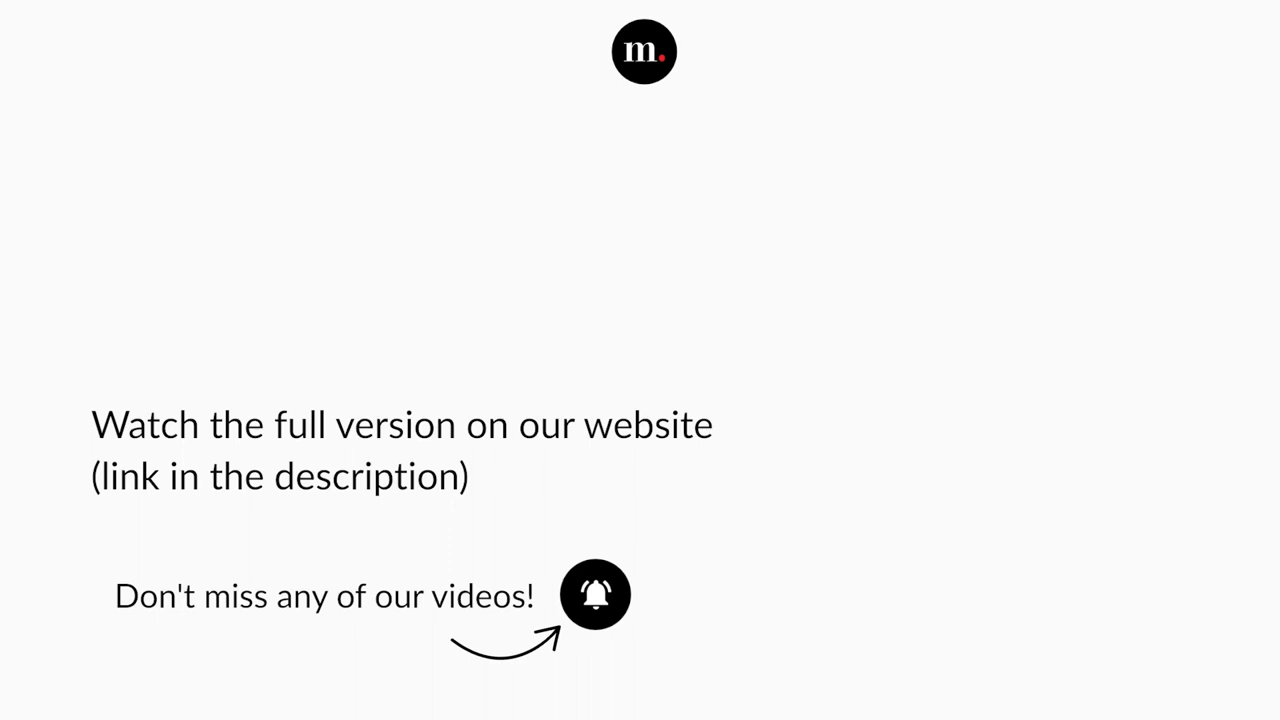 m.
Watch the full version on our website
(link in the description)
Don't miss any of our videos!